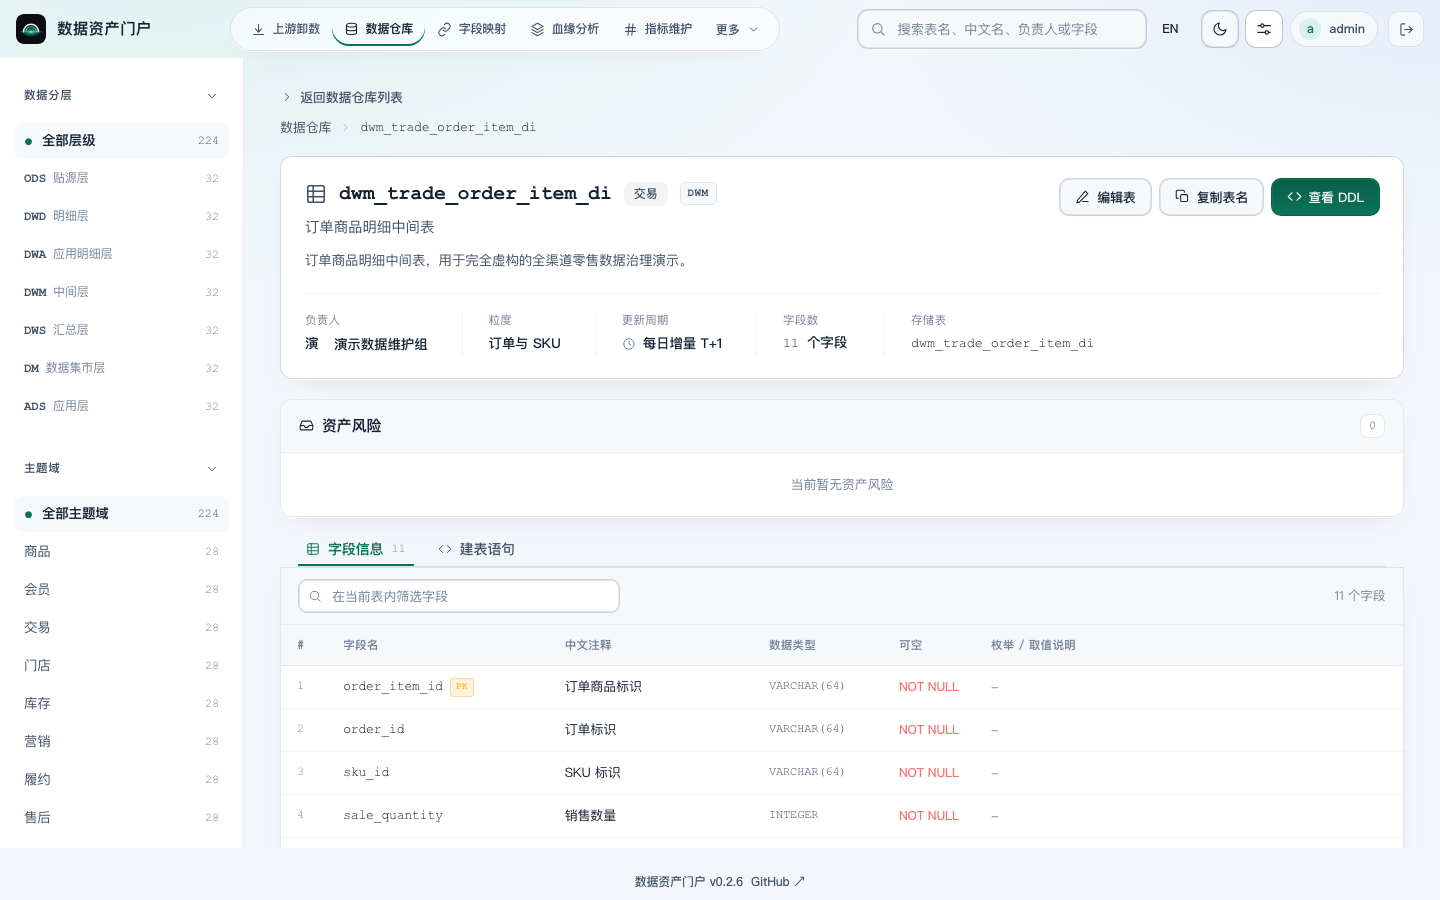 数据资产门户
上游卸数
数据仓库
字段映射
血缘分析
指标维护
更多
搜索表名、中文名、负责人或字段
EN
a
admin
数据分层
全部层级 224
ODS 贴源层 32
DWD 明细层 32
DWA 应用明细层 32
DWM 中间层 32
DWS 汇总层 32
DM 数据集市层 32
ADS 应用层 32
主题域
全部主题域 224
商品 28
会员 28
交易 28
门店 28
库存 28
营销 28
履约 28
售后 28
返回数据仓库列表
数据仓库 dwm_trade_order_item_di
dwm_trade_order_item_di 交易 DWM
编辑表
复制表名
查看 DDL
订单商品明细中间表
订单商品明细中间表，用于完全虚构的全渠道零售数据治理演示。
负责人 粒度 更新周期 字段数 存储表
演 演示数据维护组 订单与 SKU 每日增量 T+1 11 个字段 dwm_trade_order_item_di
资产风险 0
当前暂无资产风险
字段信息 11 建表语句
在当前表内筛选字段 11 个字段
# 字段名 中文注释 数据类型 可空 枚举 / 取值说明
1 order_item_id PK 订单商品标识 VARCHAR(64) NOT NULL –
2 order_id 订单标识 VARCHAR(64) NOT NULL –
3 sku_id SKU 标识 VARCHAR(64) NOT NULL –
4 sale_quantity 销售数量 INTEGER NOT NULL –
数据资产门户 v0.2.6 GitHub ↗